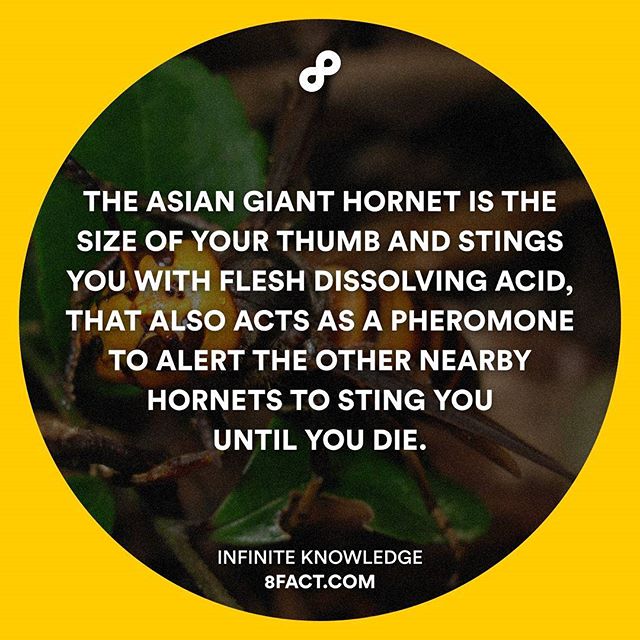 THE ASIAN GIANT HORNET IS THE
SIZE OF YOUR THUMB AND STINGS
YOU WITH FLESH DISSOLVING ACID,
THAT ALSO ACTS AS A PHEROMONE
TO ALERT THE OTHER NEARBY
HORNETS TO STING YOU
UNTIL YOU DIE.
INFINITE KNOWLEDGE
8FACT.COM